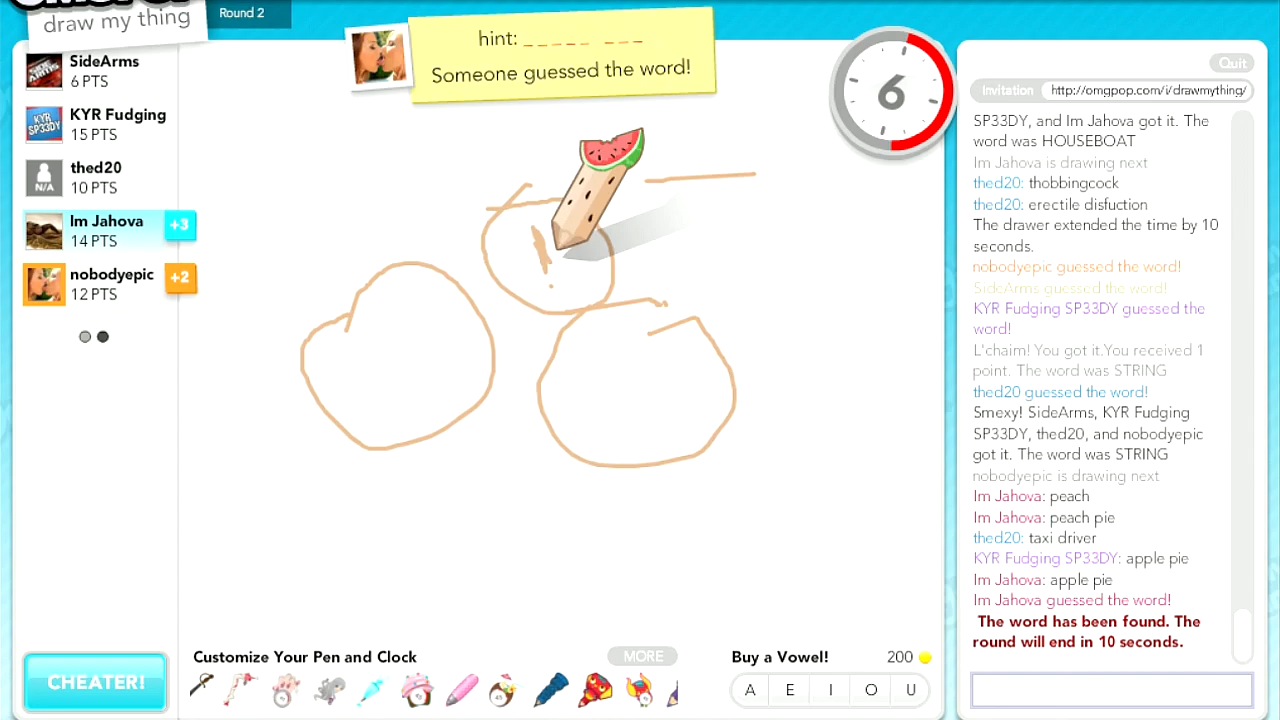 draw my thing
Round 2
SideArms
6 PTS
KYR Fudging
15 PTS
thed20
10 PTS
N/A
Im Jahova
14 PTS
+3
nobodyepic
12 PTS
+2
KYR
SP33DY
CHEATER!
hint: _ _ _ _ _ _ _ _
Someone guessed the word!
6
Customize Your Pen and Clock
MORE
Buy a Vowel!
200
A E I O U
Quit
Invitation http://omgpop.com/i/drawmything/
SP33DY, and Im Jahova got it. The
word was HOUSEBOAT
Im Jahova is drawing next
thed20: thobbingcock
thed20: erectile disfuction
The drawer extended the time by 10
seconds.
nobodyepic guessed the word!
SideArms guessed the word!
KYR Fudging SP33DY guessed the
word!
L'chaim! You got it.You received 1
point. The word was STRING
thed20 guessed the word!
Smexy! SideArms, KYR Fudging
SP33DY, thed20, and nobodyepic
got it. The word was STRING
nobodyepic is drawing next
Im Jahova: peach
Im Jahova: peach pie
thed20: taxi driver
KYR Fudging SP33DY: apple pie
Im Jahova: apple pie
Im Jahova guessed the word!
The word has been found. The
round will end in 10 seconds.